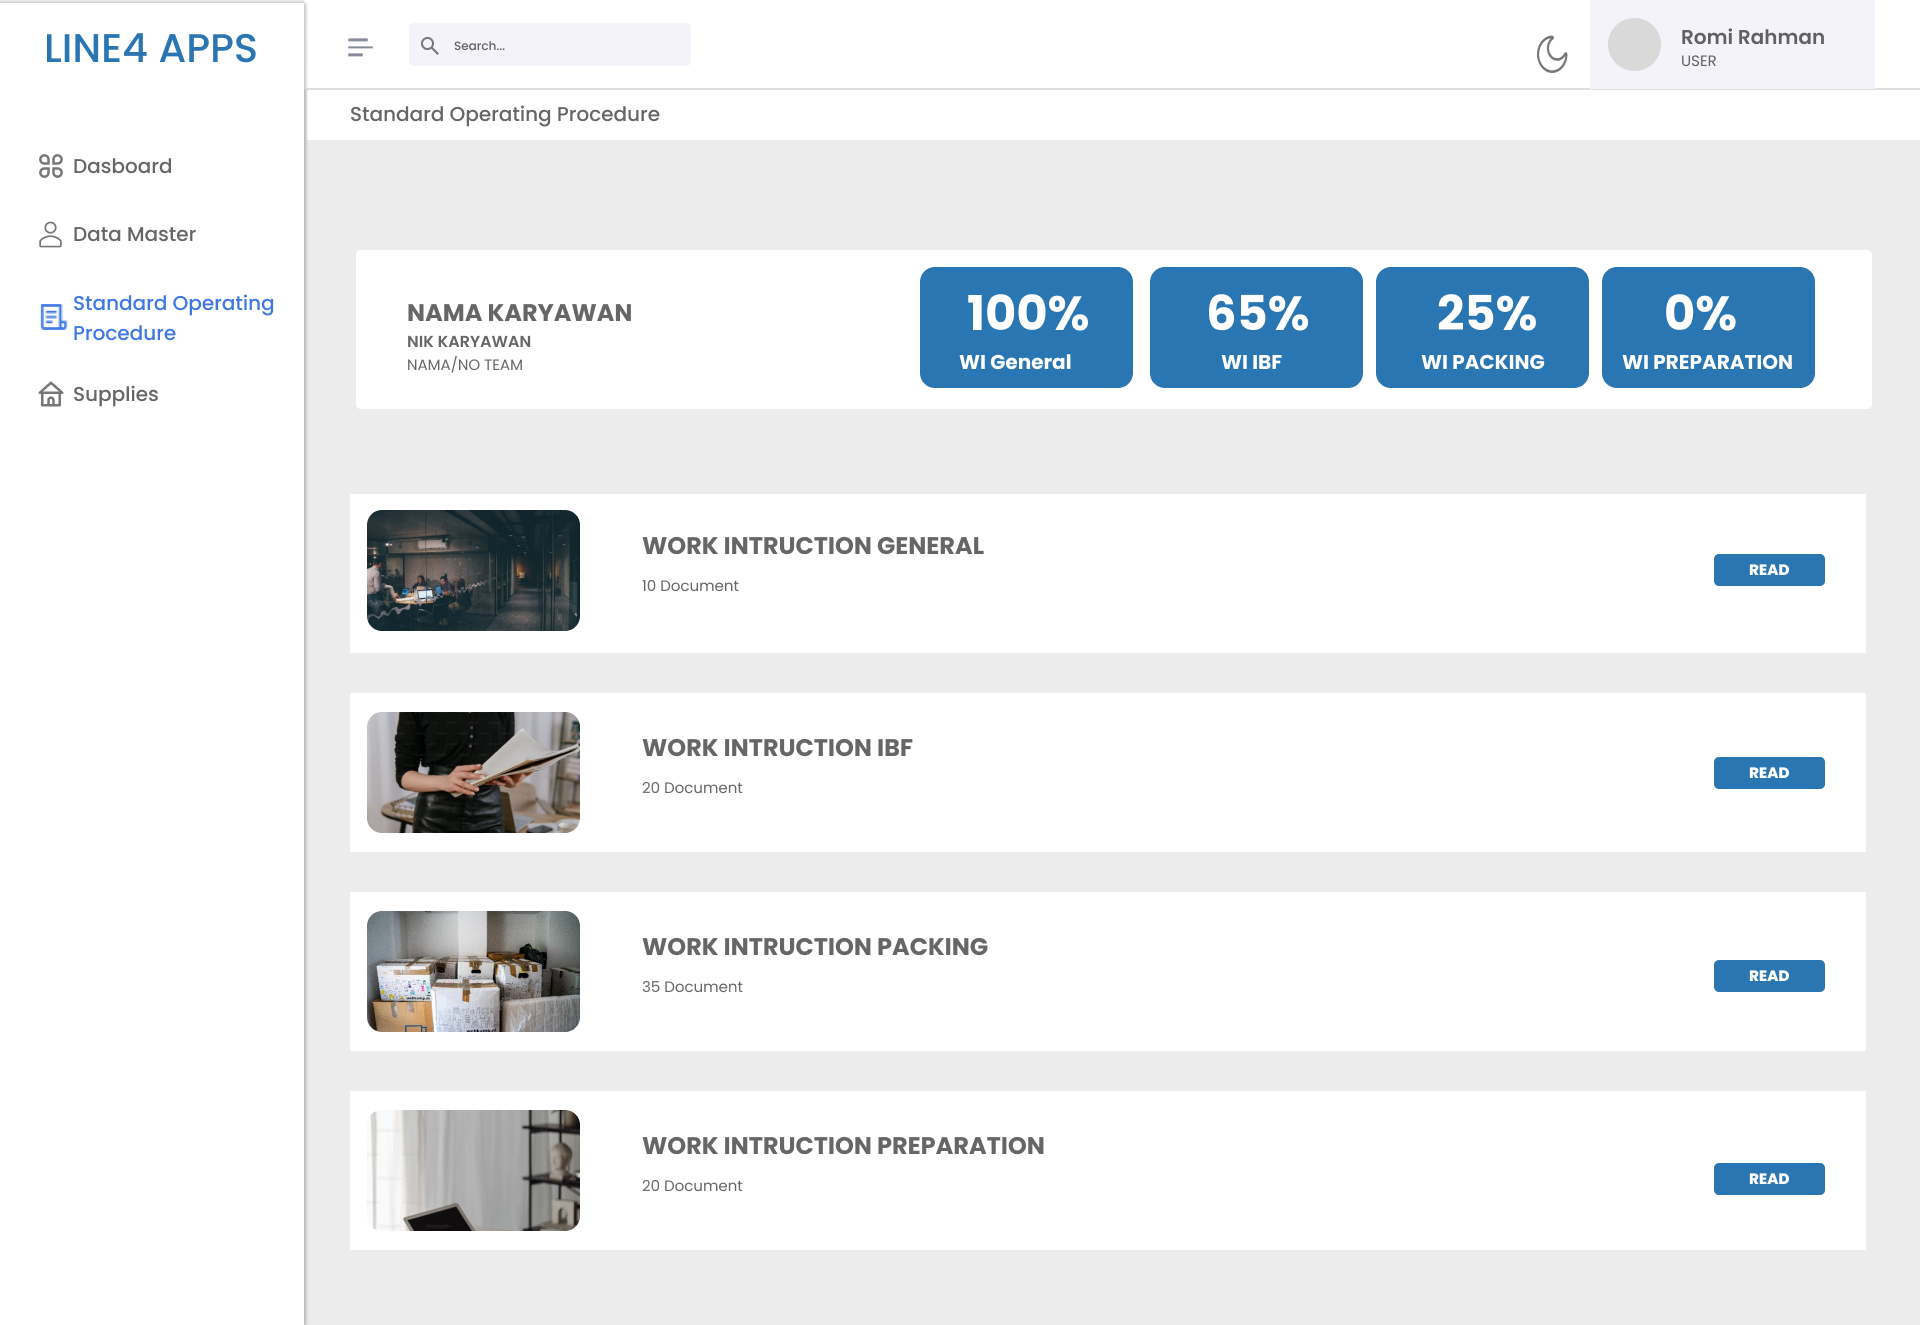 LINE4 APPS
Search...
Romi Rahman
USER
Standard Operating Procedure
Dasboard
Data Master
Standard Operating
Procedure
Supplies
NAMA KARYAWAN
NIK KARYAWAN
NAMA/NO TEAM
100%
WI General
65%
WI IBF
25%
WI PACKING
0%
WI PREPARATION
WORK INTRUCTION GENERAL
10 Document
READ
WORK INTRUCTION IBF
20 Document
READ
WORK INTRUCTION PACKING
35 Document
READ
WORK INTRUCTION PREPARATION
20 Document
READ